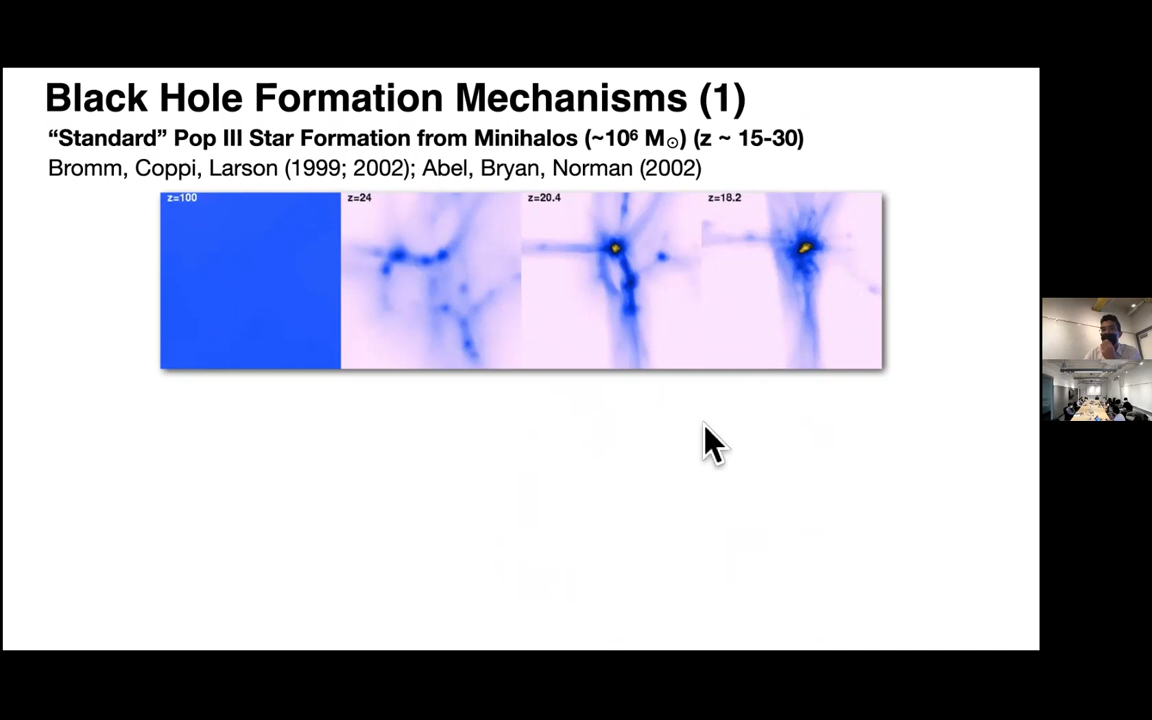 Black Hole Formation Mechanisms (1)
“Standard” Pop III Star Formation from Minihalos (~10⁶ M☉) (z ~ 15-30)
Bromm, Coppi, Larson (1999; 2002); Abel, Bryan, Norman (2002)
z=100 z=24 z=20.4 z=18.2